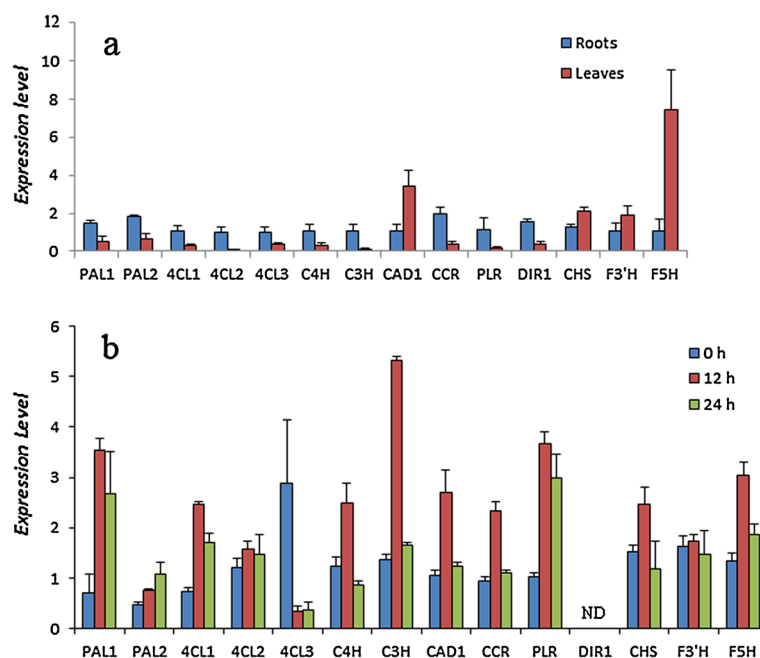 12
10
8
6
4
2
0
Expression level
a
Roots
Leaves
PAL1 PAL2 4CL1 4CL2 4CL3 C4H C3H CAD1 CCR PLR DIR1 CHS F3'H F5H
6
5
4
3
2
1
0
Expression Level
b
0 h
12 h
24 h
ND
PAL1 PAL2 4CL1 4CL2 4CL3 C4H C3H CAD1 CCR PLR DIR1 CHS F3'H F5H